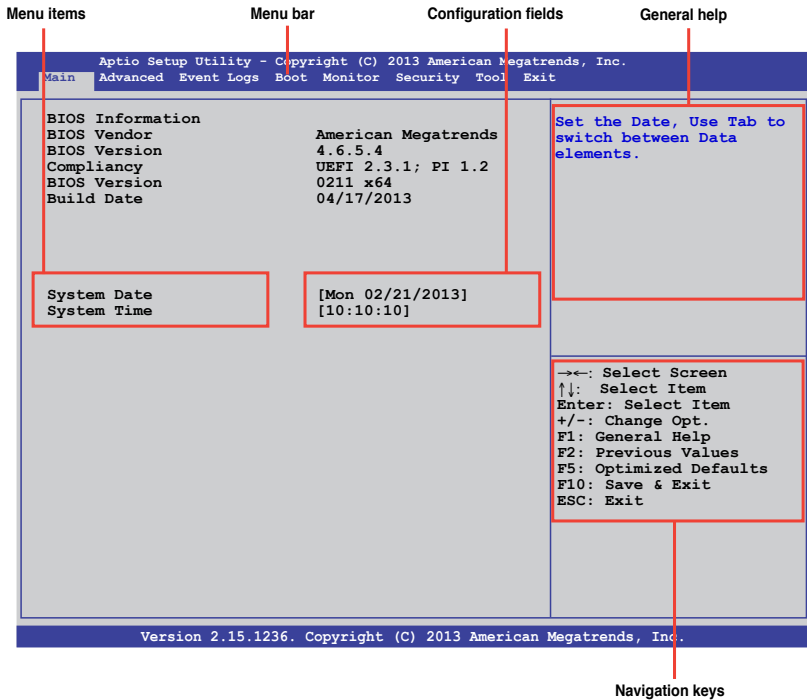 Menu items Menu bar Configuration fields General help
Aptio Setup Utility - Copyright (C) 2013 American Megatrends, Inc.
Main Advanced Event Logs Boot Monitor Security Tool Exit
BIOS Information
BIOS Vendor American Megatrends
BIOS Version 4.6.5.4
Compliancy UEFI 2.3.1; PI 1.2
BIOS Version 0211 x64
Build Date 04/17/2013
System Date [Mon 02/21/2013]
System Time [10:10:10]
Set the Date, Use Tab to
switch between Data
elements.
→←: Select Screen
↑↓: Select Item
Enter: Select Item
+/-: Change Opt.
F1: General Help
F2: Previous Values
F5: Optimized Defaults
F10: Save & Exit
ESC: Exit
Version 2.15.1236. Copyright (C) 2013 American Megatrends, Inc.
Navigation keys